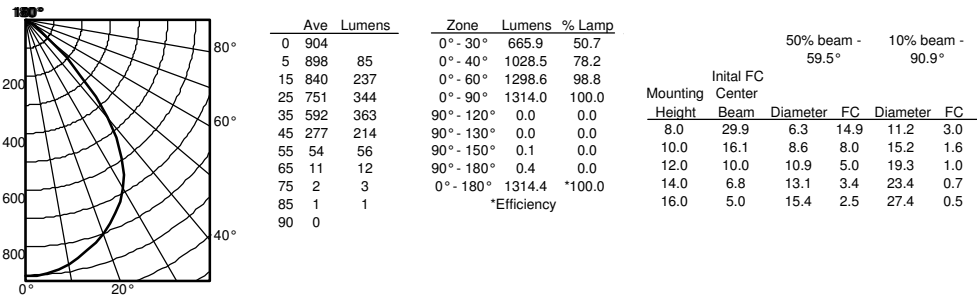 80°
200
60°
400
600
40°
800
0° 20°
Ave Lumens
0 904
5 898 85
15 840 237
25 751 344
35 592 363
45 277 214
55 54 56
65 11 12
75 2 3
85 1 1
90 0
Zone Lumens % Lamp
0° - 30° 665.9 50.7
0° - 40° 1028.5 78.2
0° - 60° 1298.6 98.8
0° - 90° 1314.0 100.0
90° - 120° 0.0 0.0
90° - 130° 0.0 0.0
90° - 150° 0.1 0.0
90° - 180° 0.4 0.0
0° - 180° 1314.4 *100.0
*Efficiency
50% beam - 10% beam -
59.5° 90.9°
Inital FC
Mounting Center
Height Beam Diameter FC Diameter FC
8.0 29.9 6.3 14.9 11.2 3.0
10.0 16.1 8.6 8.0 15.2 1.6
12.0 10.0 10.9 5.0 19.3 1.0
14.0 6.8 13.1 3.4 23.4 0.7
16.0 5.0 15.4 2.5 27.4 0.5